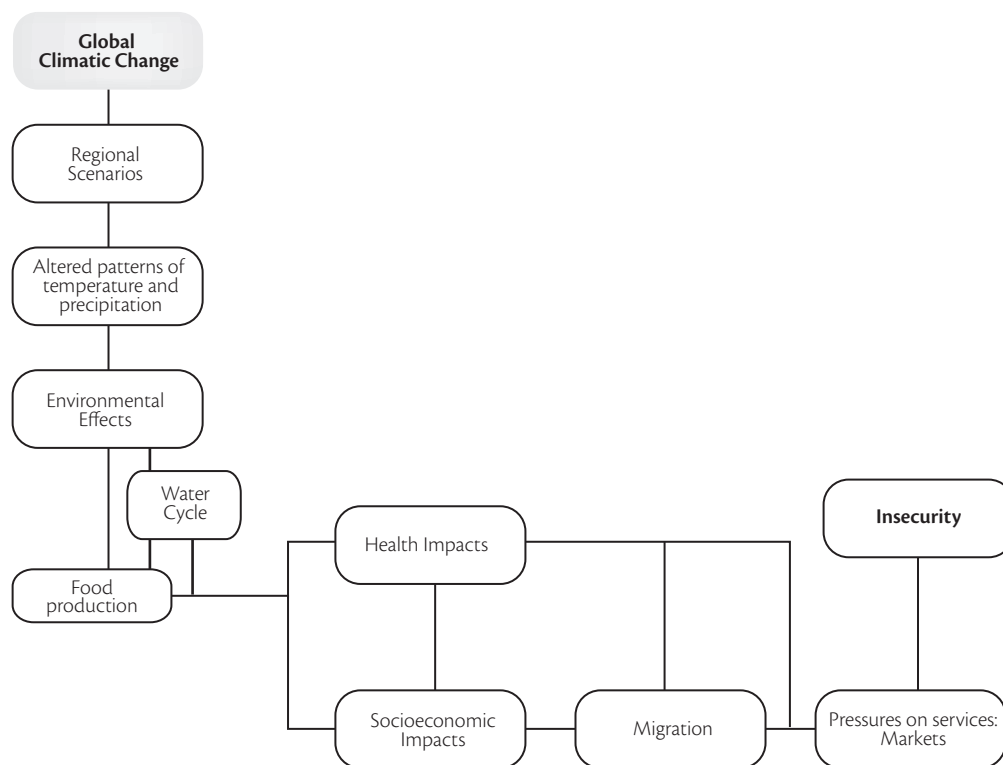 Global
Climatic Change
Regional
Scenarios
Altered patterns of
temperature and
precipitation
Environmental
Effects
Water
Cycle
Food
production
Health Impacts
Socioeconomic
Impacts
Migration
Pressures on services:
Markets
Insecurity